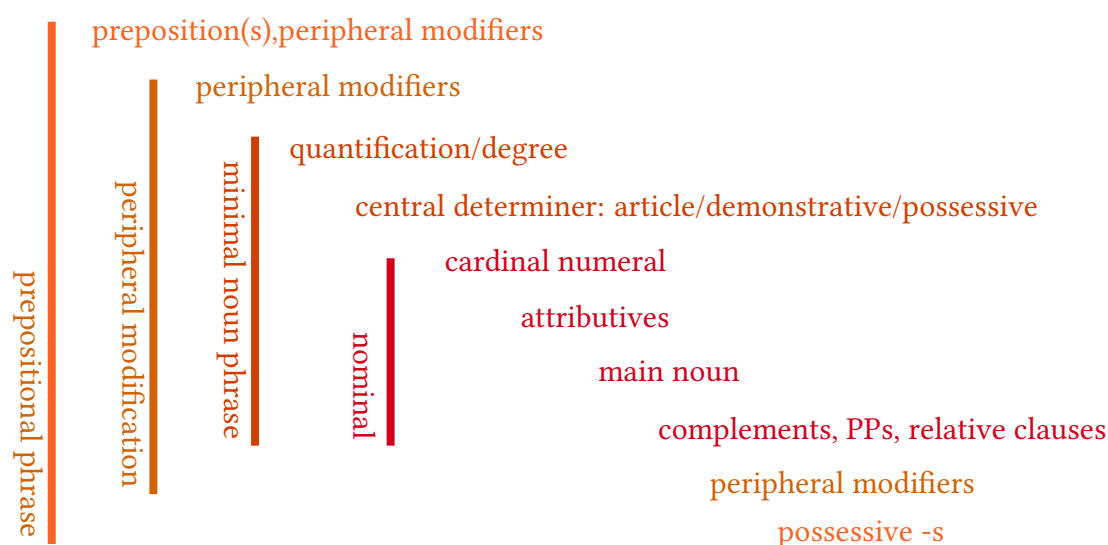 preposition(s),peripheral modifiers
peripheral modifiers
quantification/degree
central determiner: article/demonstrative/possessive
cardinal numeral
attributives
main noun
complements, PPs, relative clauses
peripheral modifiers
possessive -s
prepositional phrase
peripheral modification
minimal noun phrase
nominal